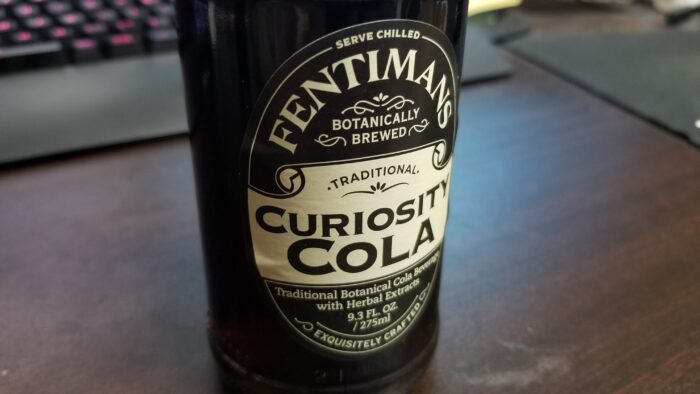 SERVE CHILLED
FENTIMANS
BOTANICALLY
BREWED
·TRADITIONAL·
CURIOSITY
COLA
Traditional Botanical Cola Beverage
with Herbal Extracts
9.3 FL. OZ.
/ 275ml
EXQUISITELY CRAFTED